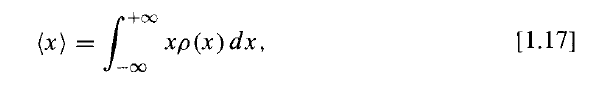 ⟨x⟩ = ∫_{−∞}^{+∞} xρ(x) dx, [1.17]